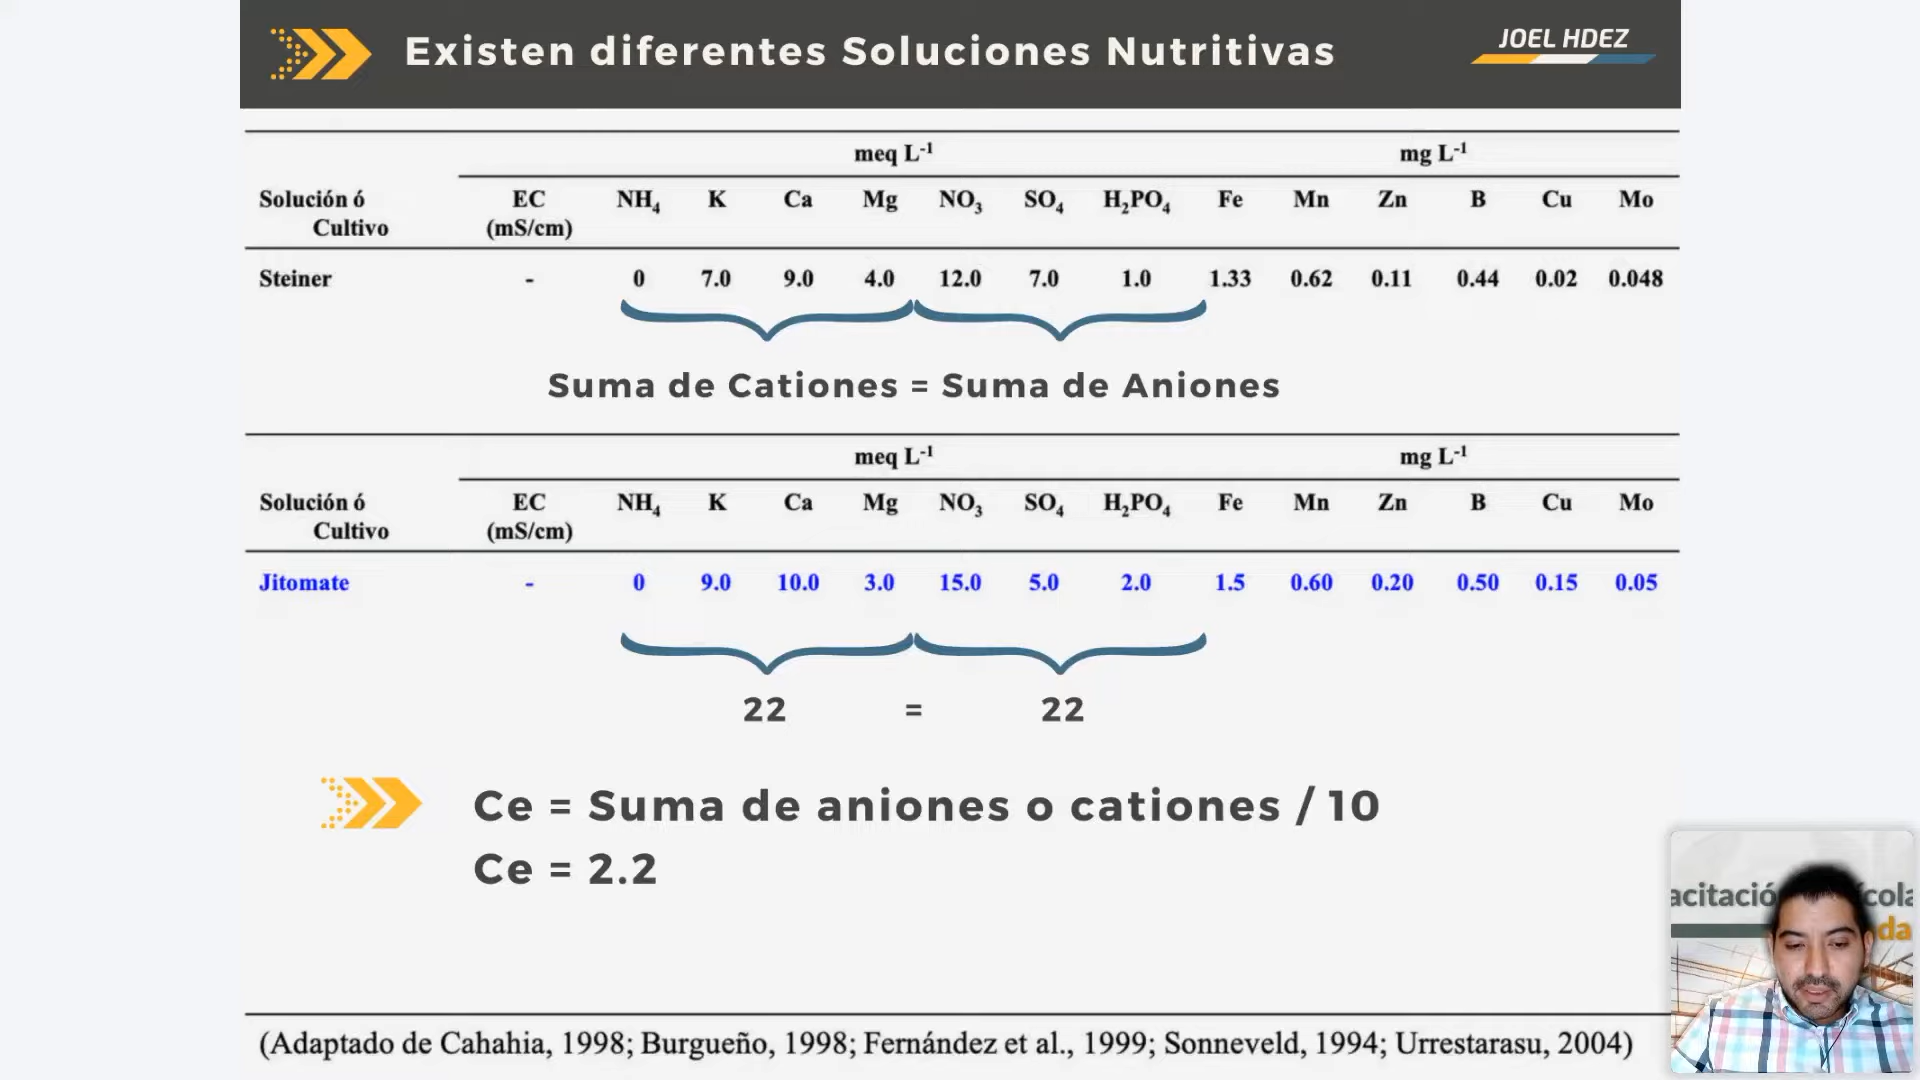 Existen diferentes Soluciones Nutritivas
JOEL HDEZ
meq L-1 mg L-1
Solución ó EC NH4 K Ca Mg NO3 SO4 H2PO4 Fe Mn Zn B Cu Mo
Cultivo (mS/cm)
Steiner - 0 7.0 9.0 4.0 12.0 7.0 1.0 1.33 0.62 0.11 0.44 0.02 0.048
Suma de Cationes = Suma de Aniones
meq L-1 mg L-1
Solución ó EC NH4 K Ca Mg NO3 SO4 H2PO4 Fe Mn Zn B Cu Mo
Cultivo (mS/cm)
Jitomate - 0 9.0 10.0 3.0 15.0 5.0 2.0 1.5 0.60 0.20 0.50 0.15 0.05
22 = 22
Ce = Suma de aniones o cationes / 10
Ce = 2.2
(Adaptado de Cahahia, 1998; Burgueño, 1998; Fernández et al., 1999; Sonneveld, 1994; Urrestarasu, 2004)